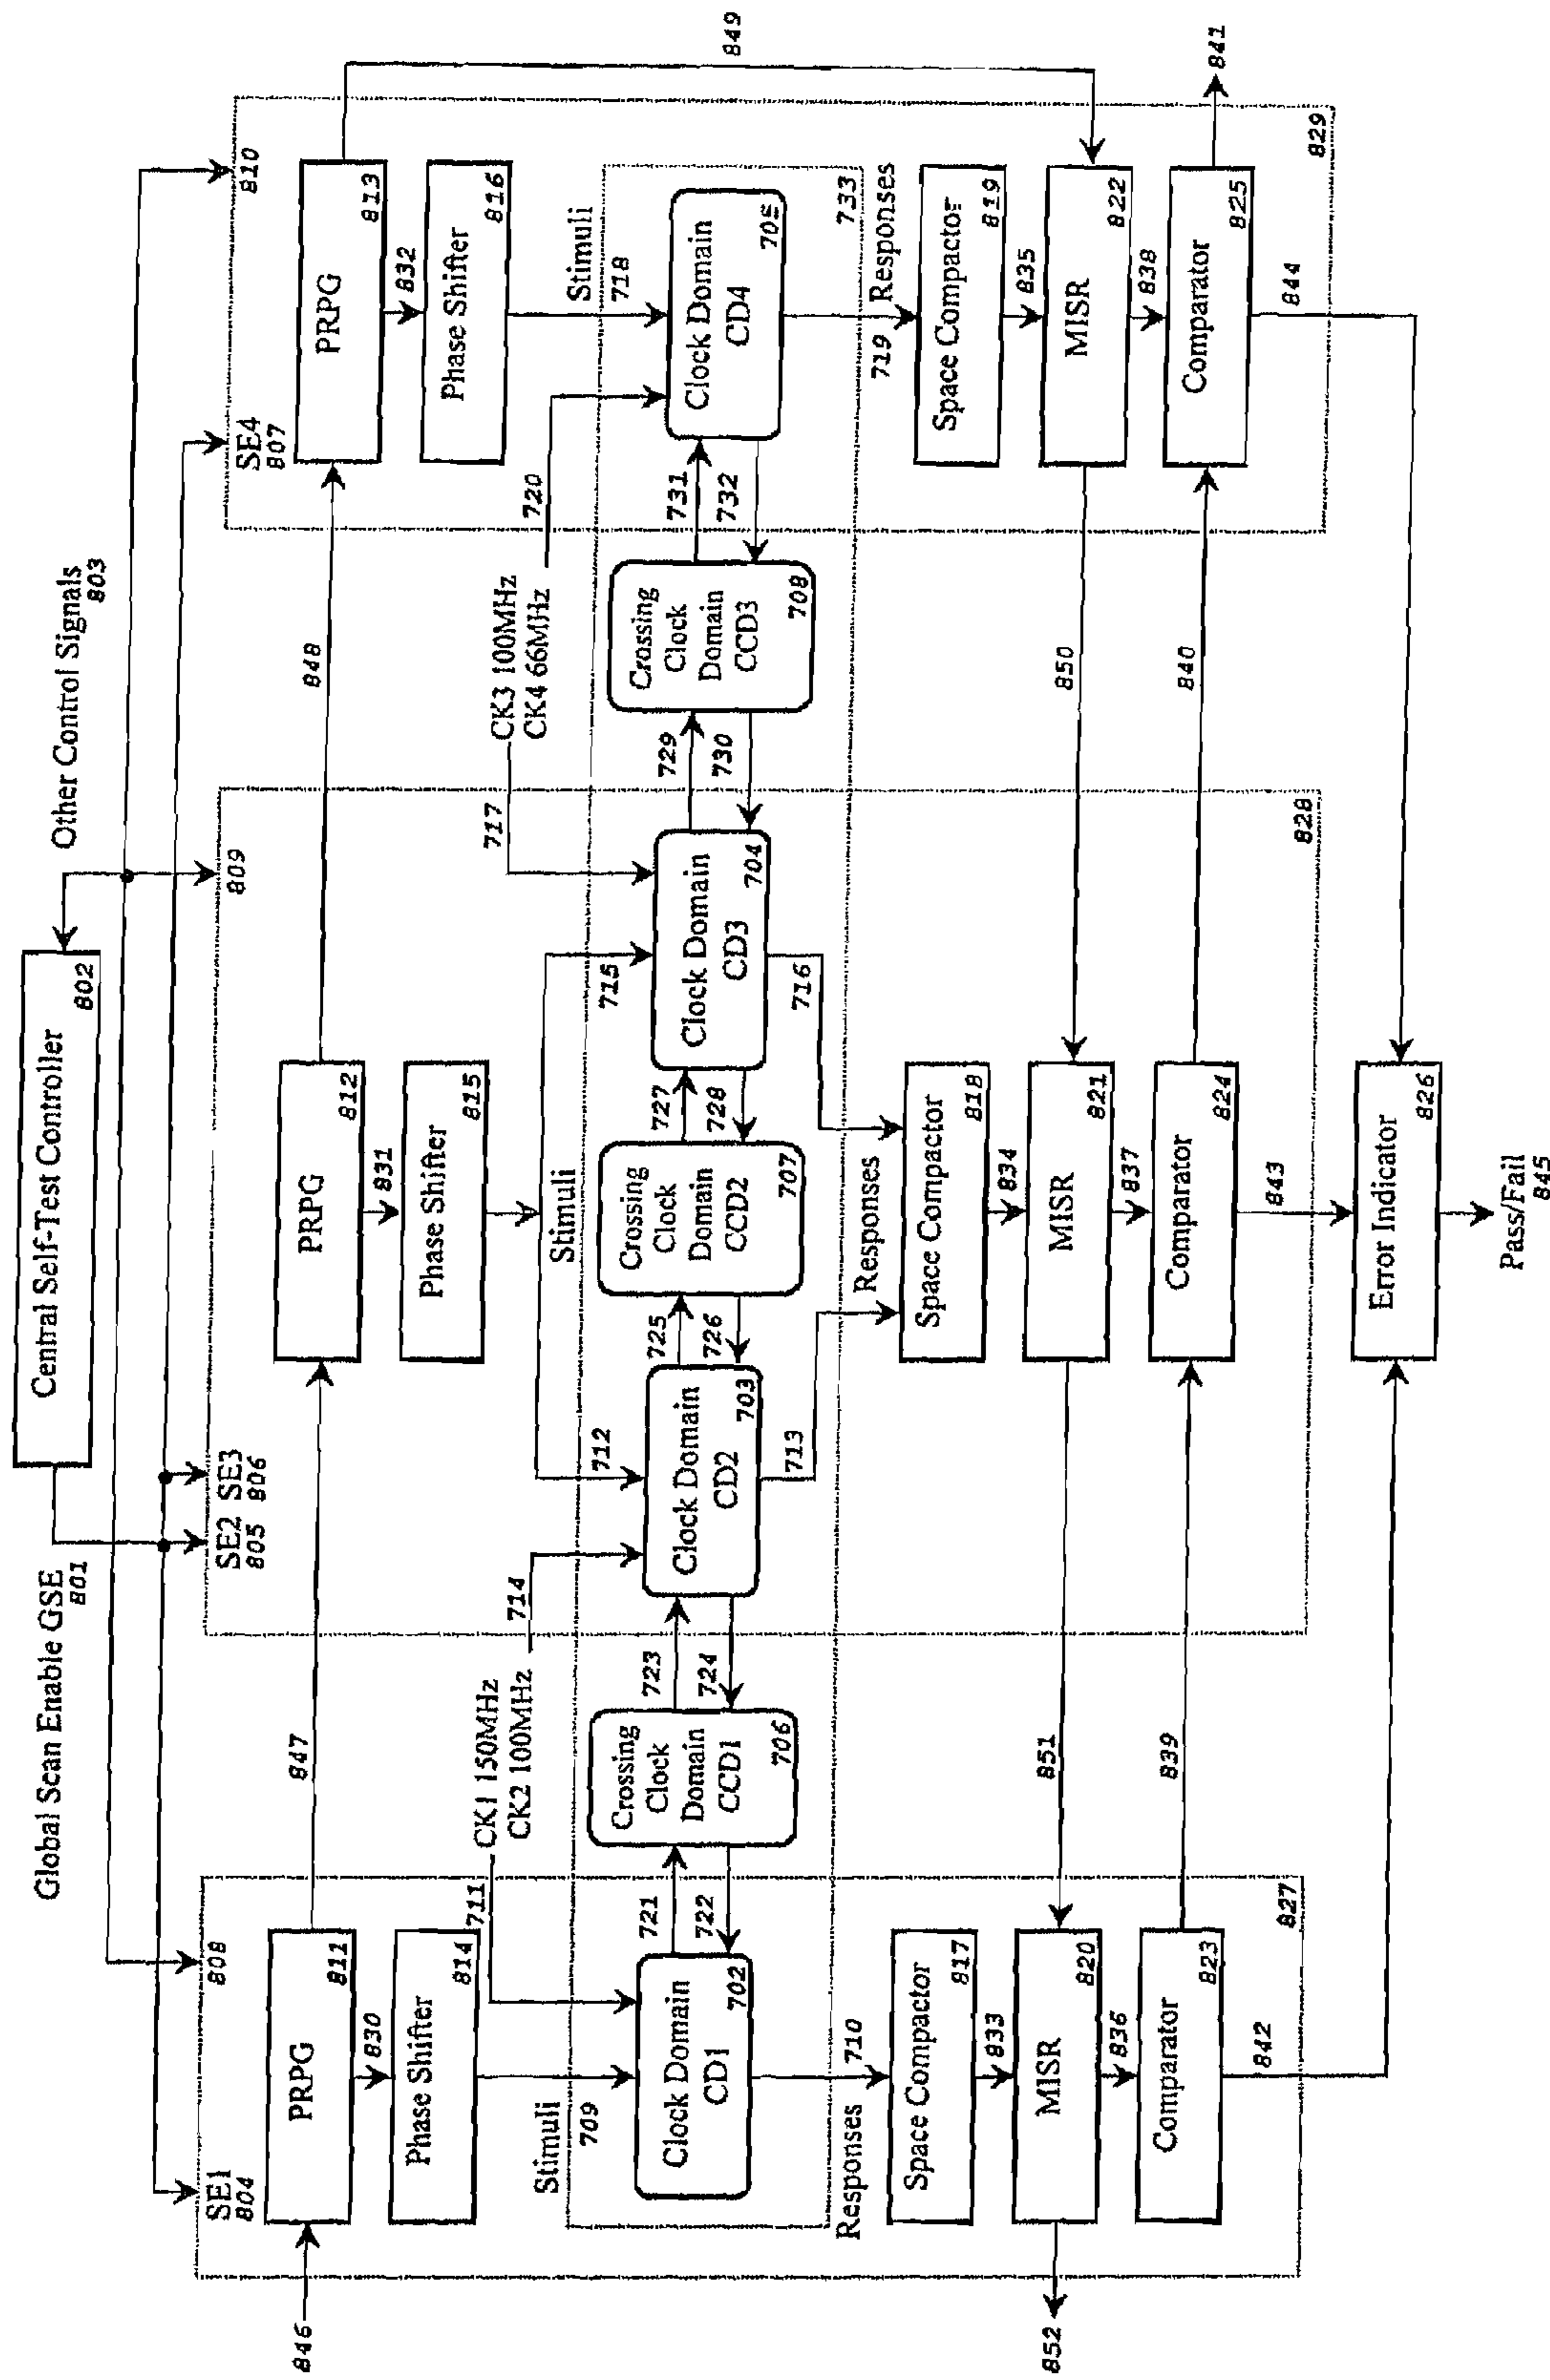 Central Self-Test Controller
802
Global Scan Enable GSE
801
Other Control Signals
803
SE1
804
808
SE2
805
SE3
806
809
SE4
807
810
846
PRPG
811
847
PRPG
812
848
PRPG
813
849
830
831
832
Phase Shifter
814
Phase Shifter
815
Phase Shifter
816
711
CK1 150MHz
CK2 100MHz
714
717
CK3 100MHz
CK4 66MHz
720
Stimuli
709
712
Stimuli
715
Stimuli
718
Clock Domain
CD1
702
721
722
Crossing
Clock
Domain
CCD1
706
723
724
Clock Domain
CD2
703
725
726
Crossing
Clock
Domain
CCD2
707
727
728
Clock Domain
CD3
704
729
730
Crossing
Clock
Domain
CCD3
708
731
732
Clock Domain
CD4
733
Responses
710
713
Responses
716
719
Responses
Space Compactor
817
Space Compactor
818
Space Compactor
819
833
834
835
852
MISR
820
851
MISR
821
850
MISR
822
836
837
838
Comparator
823
839
Comparator
824
840
Comparator
825
841
827
828
829
842
843
844
Error Indicator
826
Pass/Fail
845